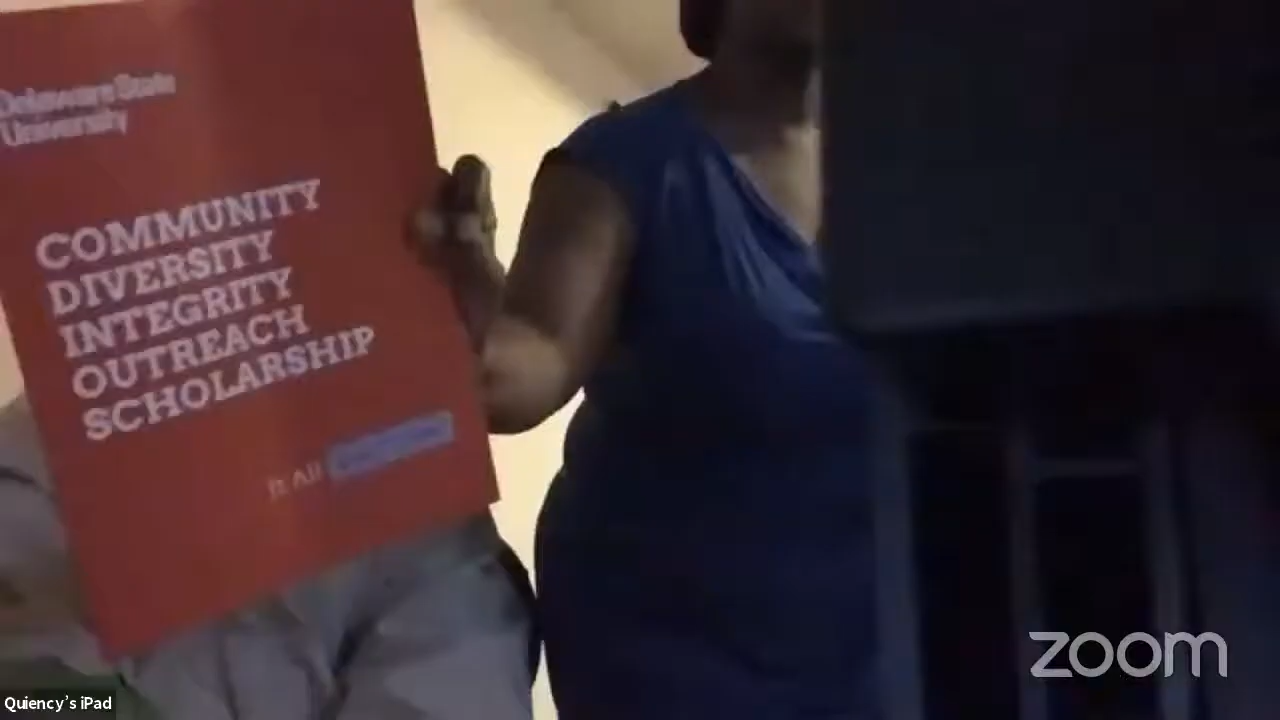 Delaware State
University
COMMUNITY
DIVERSITY
INTEGRITY
OUTREACH
SCHOLARSHIP
It All
zoom
Quiency's iPad